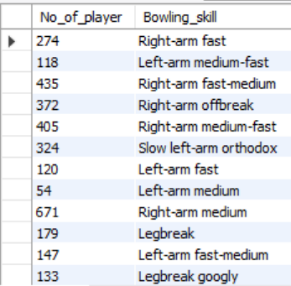 No_of_player Bowling_skill
274 Right-arm fast
118 Left-arm medium-fast
435 Right-arm fast-medium
372 Right-arm offbreak
405 Right-arm medium-fast
324 Slow left-arm orthodox
120 Left-arm fast
54 Left-arm medium
671 Right-arm medium
179 Legbreak
147 Left-arm fast-medium
133 Legbreak googly